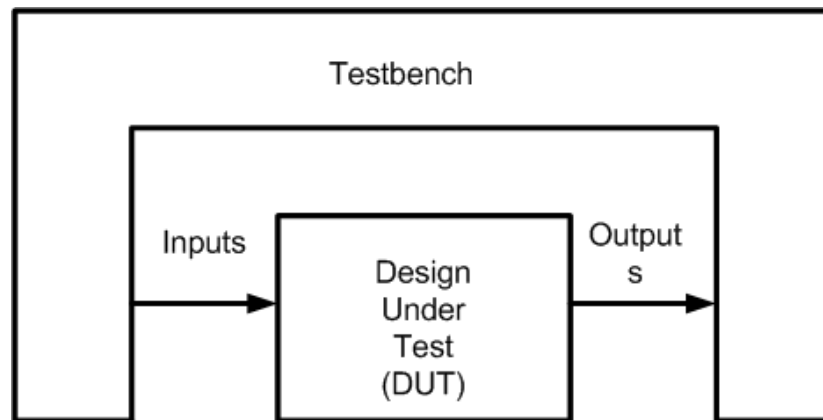 Testbench
Inputs
Output
s
Design
Under
Test
(DUT)